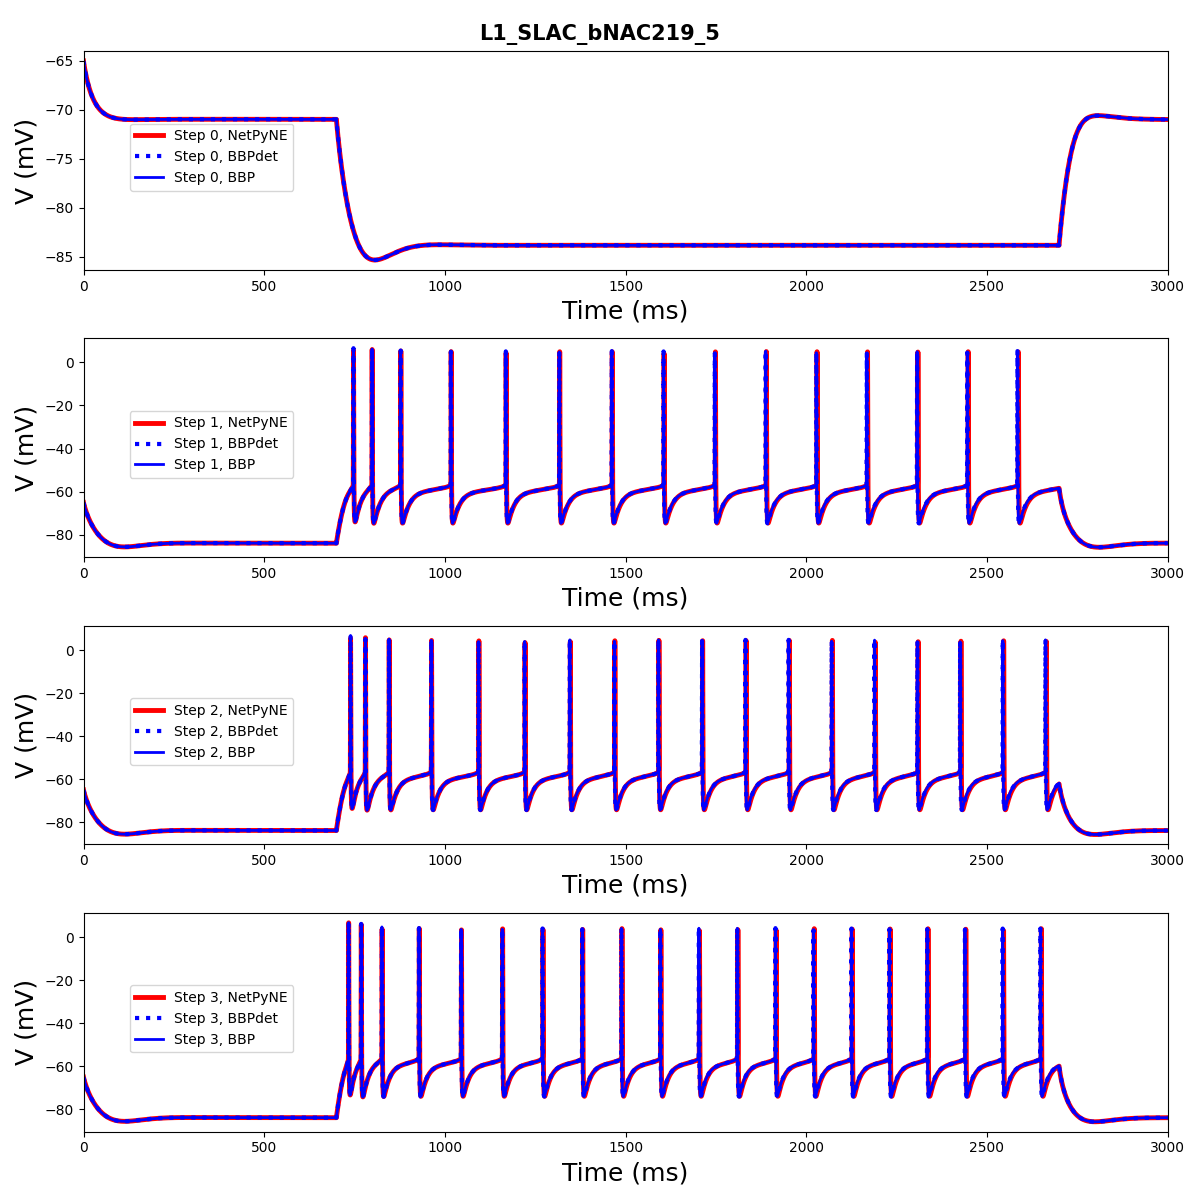 L1_SLAC_bNAC219_5
−65
−70
−75
−80
−85
V (mV)
Step 0, NetPyNE
Step 0, BBPdet
Step 0, BBP
0 500 1000 1500 2000 2500 3000
Time (ms)
0
−20
−40
−60
−80
V (mV)
Step 1, NetPyNE
Step 1, BBPdet
Step 1, BBP
0 500 1000 1500 2000 2500 3000
Time (ms)
0
−20
−40
−60
−80
V (mV)
Step 2, NetPyNE
Step 2, BBPdet
Step 2, BBP
0 500 1000 1500 2000 2500 3000
Time (ms)
0
−20
−40
−60
−80
V (mV)
Step 3, NetPyNE
Step 3, BBPdet
Step 3, BBP
0 500 1000 1500 2000 2500 3000
Time (ms)